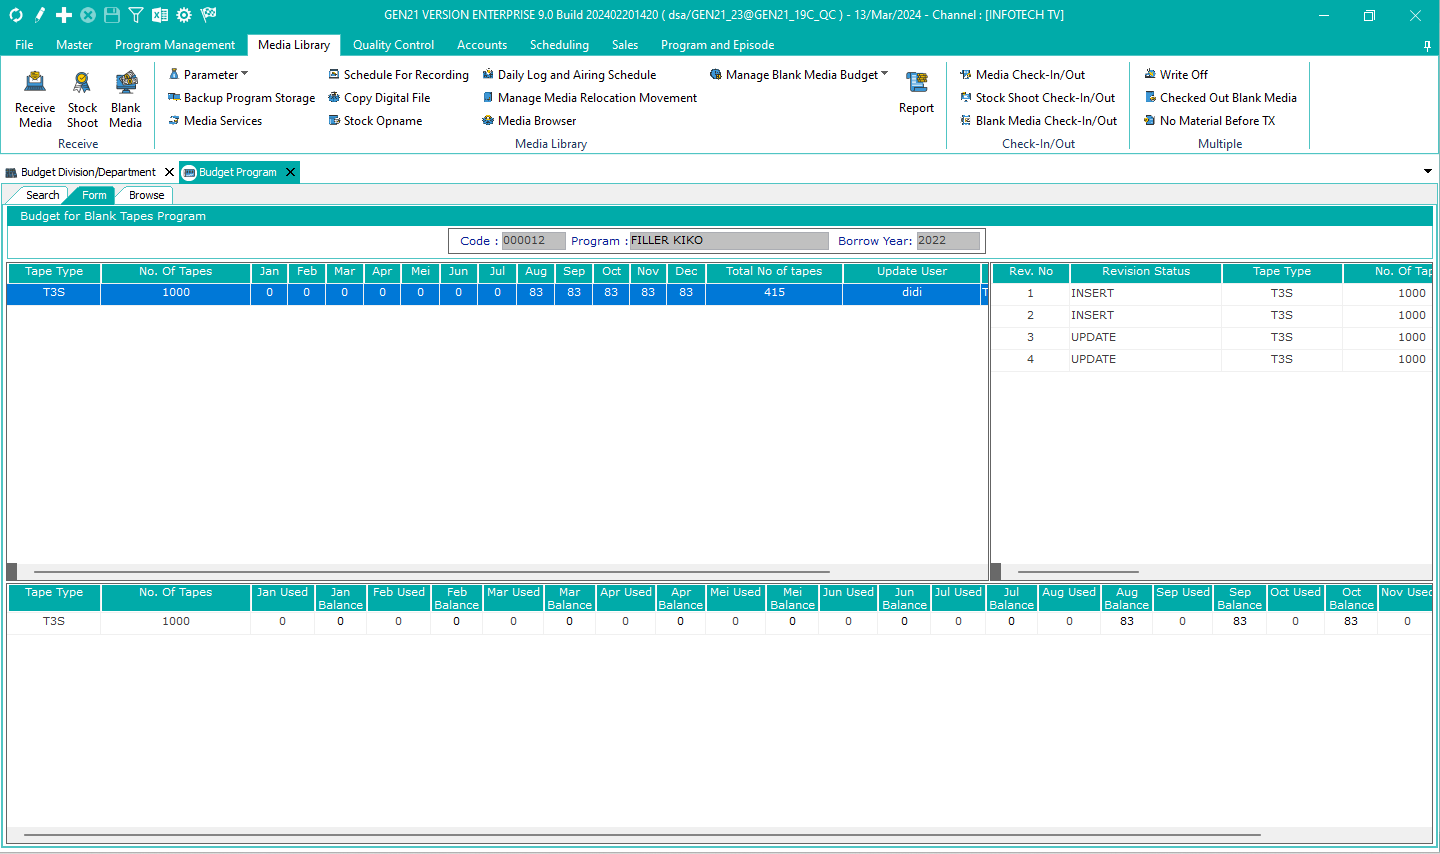 GEN21 VERSION ENTERPRISE 9.0 Build 202402201420 ( dsa/GEN21_23@GEN21_19C_QC ) - 13/Mar/2024 - Channel : [INFOTECH TV]
File Master Program Management Media Library Quality Control Accounts Scheduling Sales Program and Episode
Receive Media
Stock Shoot
Blank Media
Receive
Parameter Schedule For Recording Daily Log and Airing Schedule Manage Blank Media Budget
Backup Program Storage Copy Digital File Manage Media Relocation Movement
Media Services Stock Opname Media Browser
Report
Media Library
Media Check-In/Out
Stock Shoot Check-In/Out
Blank Media Check-In/Out
Check-In/Out
Write Off
Checked Out Blank Media
No Material Before TX
Multiple
Budget Division/Department Budget Program
Search Form Browse
Budget for Blank Tapes Program
Code : 000012 Program : FILLER KIKO Borrow Year: 2022
Tape Type No. Of Tapes Jan Feb Mar Apr Mei Jun Jul Aug Sep Oct Nov Dec Total No of tapes Update User
T3S 1000 0 0 0 0 0 0 0 83 83 83 83 83 415 didi T
Rev. No Revision Status Tape Type No. Of Tap
1 INSERT T3S 1000
2 INSERT T3S 1000
3 UPDATE T3S 1000
4 UPDATE T3S 1000
Tape Type No. Of Tapes Jan Used Jan Balance Feb Used Feb Balance Mar Used Mar Balance Apr Used Apr Balance Mei Used Mei Balance Jun Used Jun Balance Jul Used Jul Balance Aug Used Aug Balance Sep Used Sep Balance Oct Used Oct Balance Nov Used
T3S 1000 0 0 0 0 0 0 0 0 0 0 0 0 0 0 0 83 0 83 0 83 0